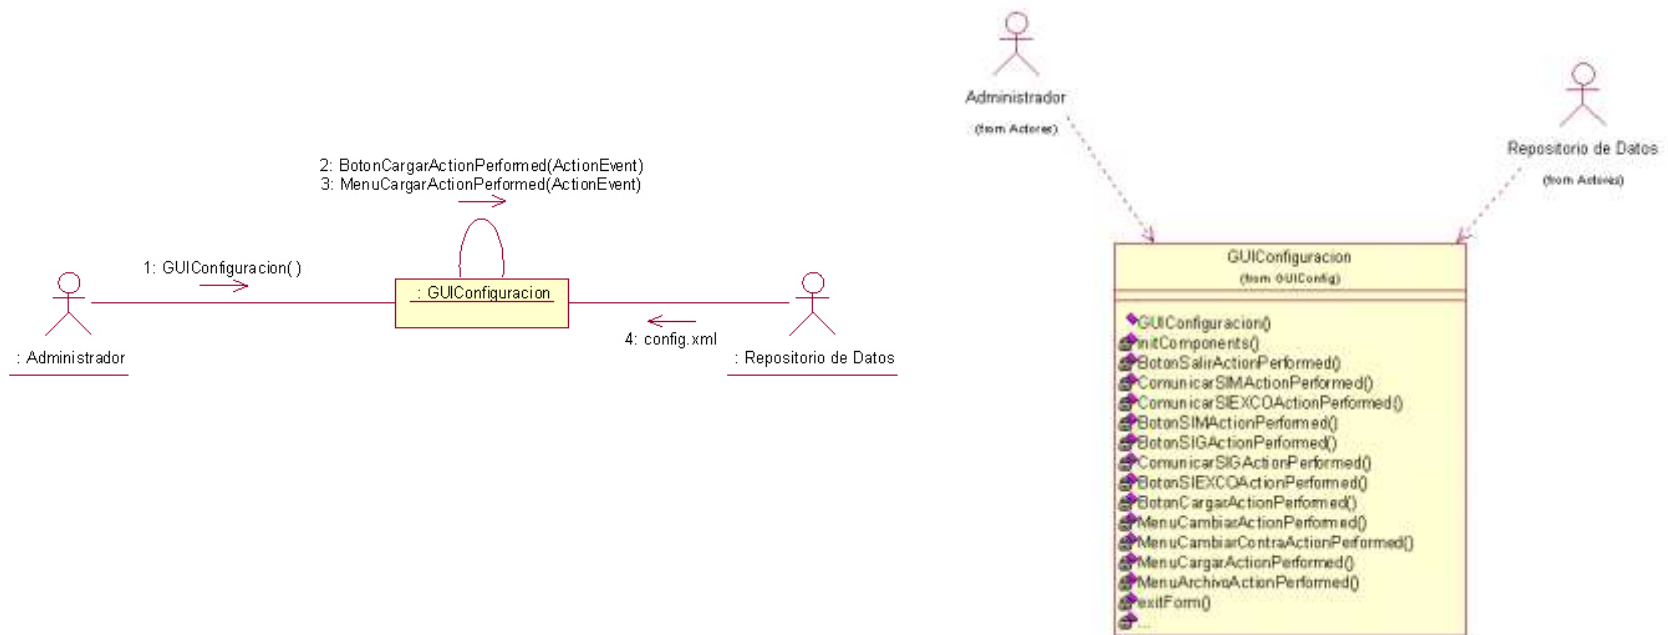 2: BotonCargarActionPerformed(ActionEvent)
3: MenuCargarActionPerformed(ActionEvent)
1: GUIConfiguracion( )
: GUIConfiguracion
4: config.xml
: Administrador
: Repositorio de Datos
Administrador
(from Actores)
Repositorio de Datos
(from Actores)
GUIConfiguracion
(from GUIConfig)
GUIConfiguracion()
initComponents()
BotonSalirActionPerformed()
ComunicarSIMActionPerformed()
ComunicarSIEXCOActionPerformed()
BotonSIMActionPerformed()
BotonSIGActionPerformed()
ComunicarSIGActionPerformed()
BotonSIEXCOActionPerformed()
BotonCargarActionPerformed()
MenuCambiarActionPerformed()
MenuCambiarContraActionPerformed()
MenuCargarActionPerformed()
MenuArchivoActionPerformed()
exitForm()
...